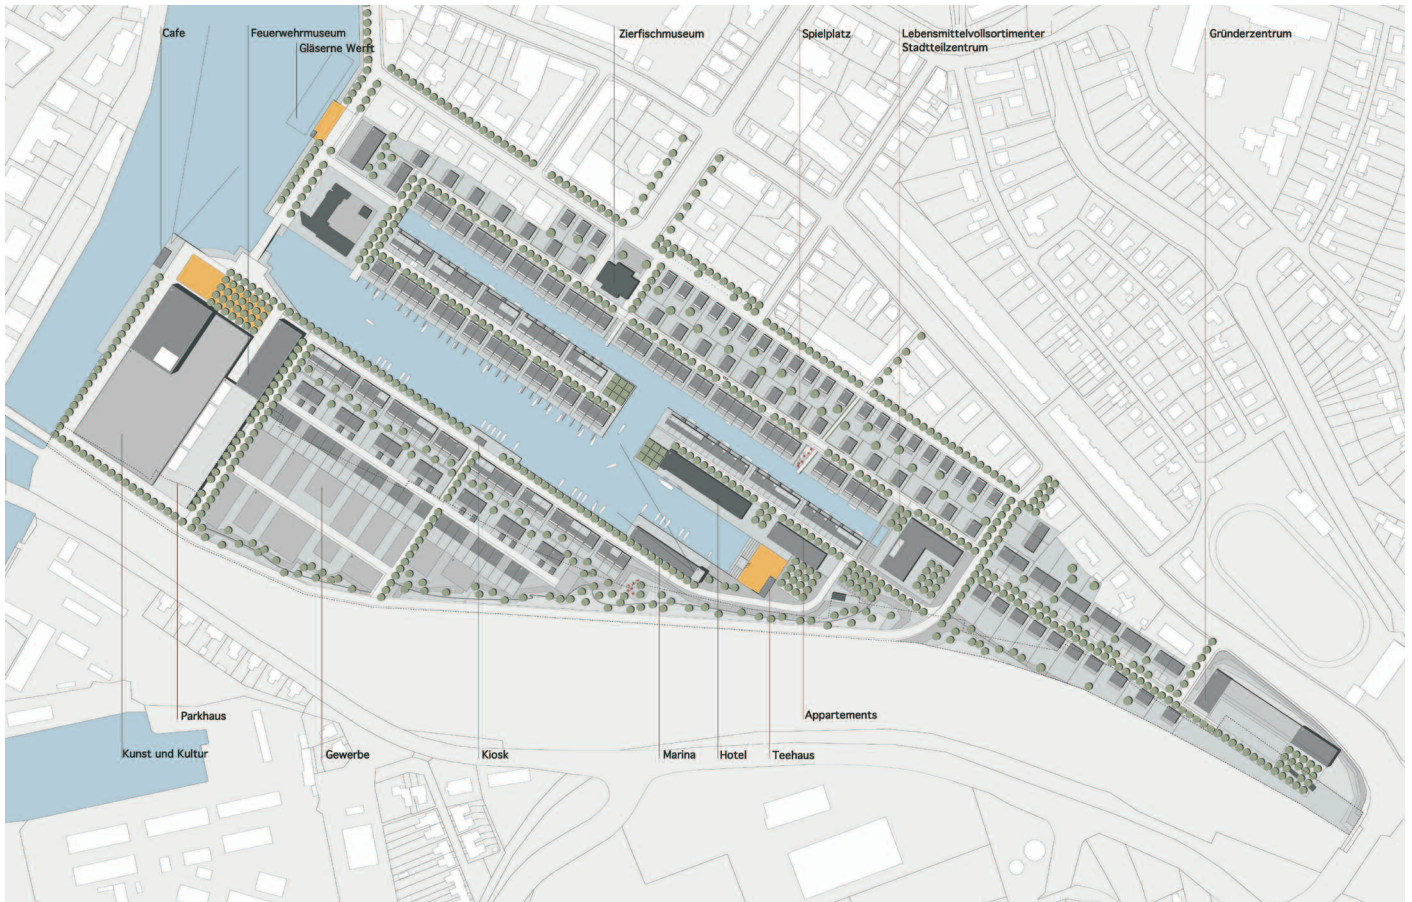 Cafe
Feuerwehrmuseum
Gläserne Werft
Zierfischmuseum
Spielplatz
Lebensmittelvollsortimenter
Stadtteilzentrum
Gründerzentrum
Parkhaus
Appartements
Kunst und Kultur
Gewerbe
Kiosk
Marina
Hotel
Teehaus